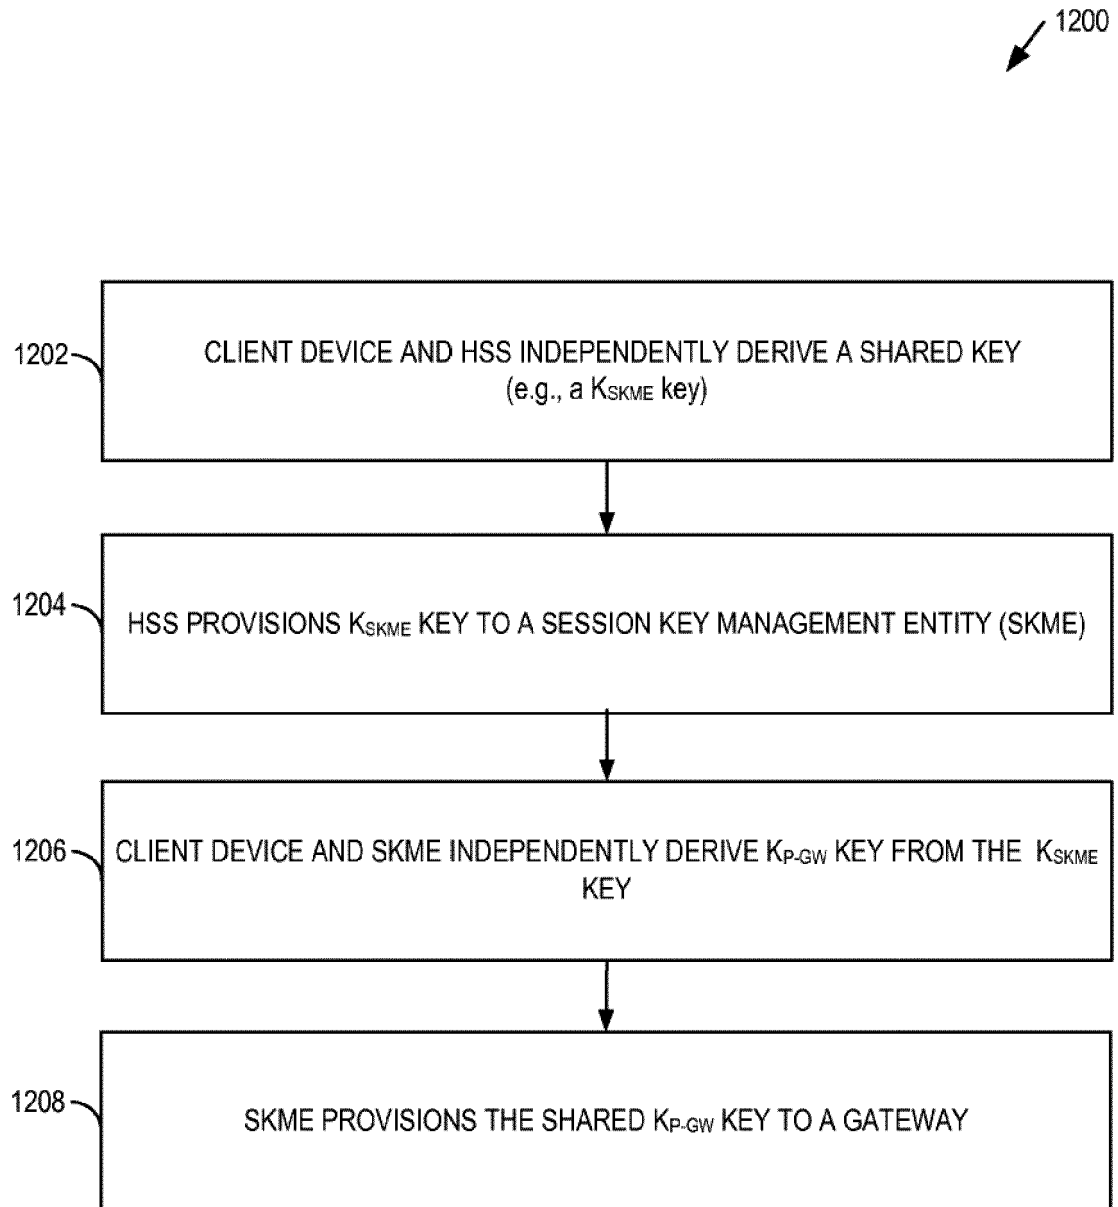 1200
1202
CLIENT DEVICE AND HSS INDEPENDENTLY DERIVE A SHARED KEY
(e.g., a KSKME key)
1204
HSS PROVISIONS KSKME KEY TO A SESSION KEY MANAGEMENT ENTITY (SKME)
1206
CLIENT DEVICE AND SKME INDEPENDENTLY DERIVE KP-GW KEY FROM THE KSKME
KEY
1208
SKME PROVISIONS THE SHARED KP-GW KEY TO A GATEWAY